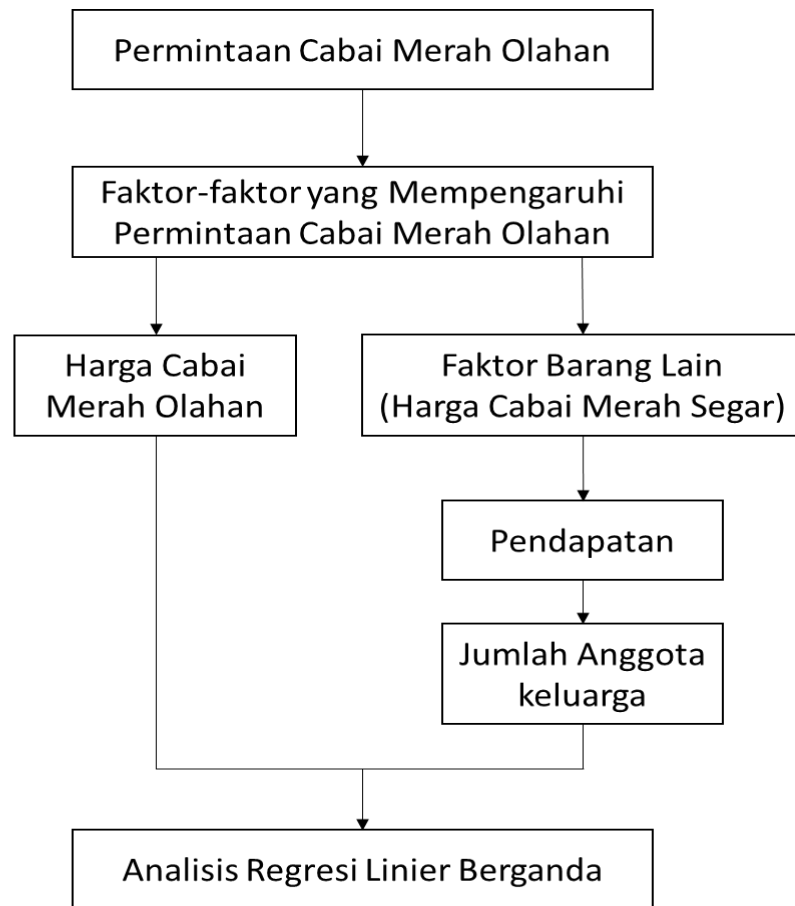 Permintaan Cabai Merah Olahan
Faktor-faktor yang Mempengaruhi
Permintaan Cabai Merah Olahan
Harga Cabai
Merah Olahan
Faktor Barang Lain
(Harga Cabai Merah Segar)
Pendapatan
Jumlah Anggota
keluarga
Analisis Regresi Linier Berganda